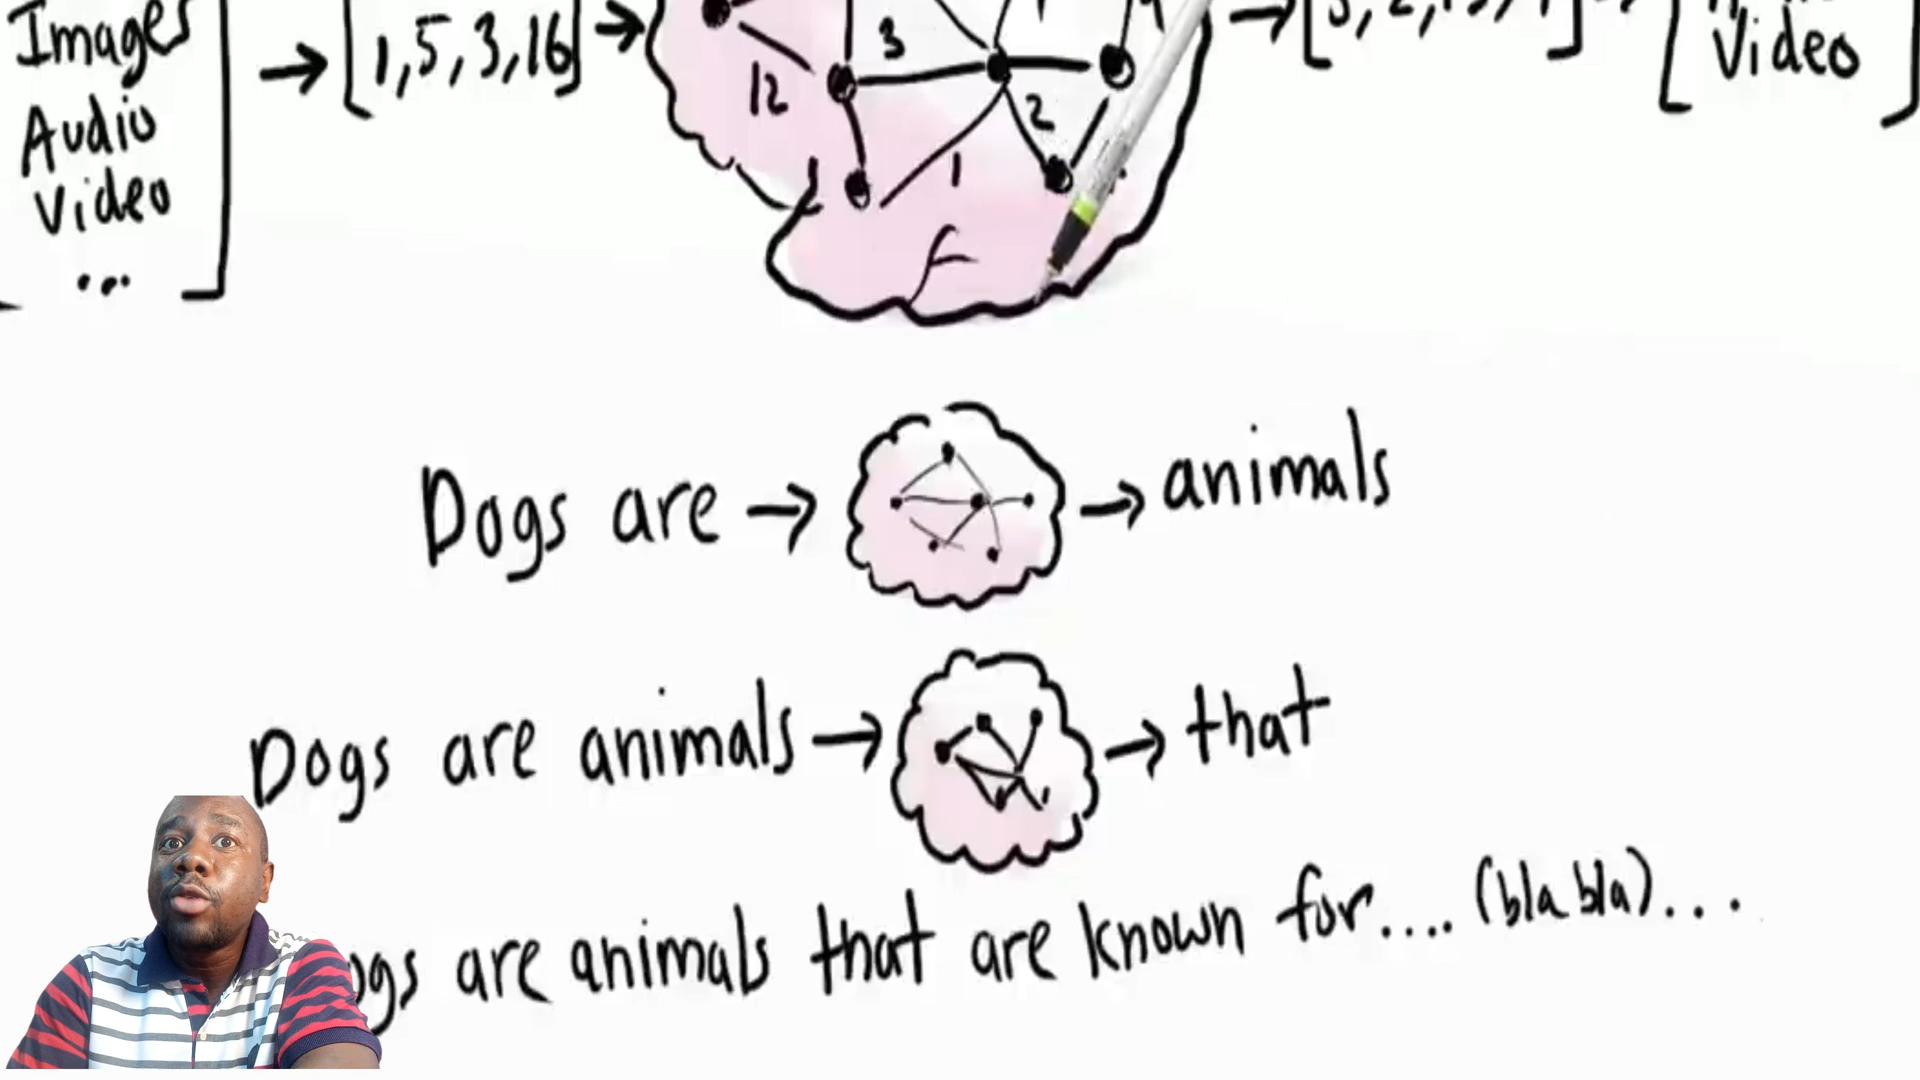 Images
Audio
Video
...
→ [1,5,3,16] →
3
12
2
1
F
Video
Dogs are → → animals
Dogs are animals → → that
are animals that are known for.... (bla bla)...